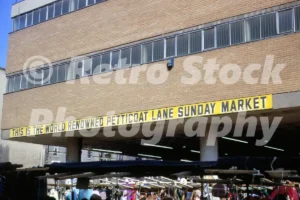 © Retro Stock
Photography
THIS IS THE WORLD RENOWNED PETTICOAT LANE SUNDAY MARKET